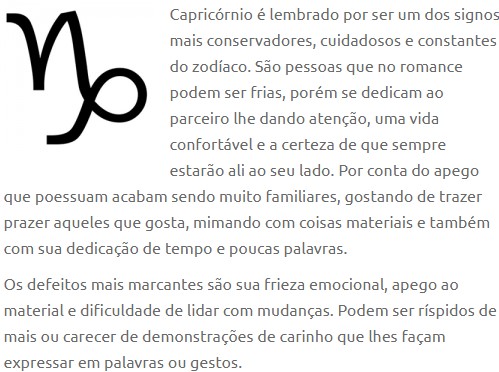 Capricórnio é lembrado por ser um dos signos
mais conservadores, cuidadosos e constantes
do zodíaco. São pessoas que no romance
podem ser frias, porém se dedicam ao
parceiro lhe dando atenção, uma vida
confortável e a certeza de que sempre
estarão ali ao seu lado. Por conta do apego
que poessuam acabam sendo muito familiares, gostando de trazer
prazer aqueles que gosta, mimando com coisas materiais e também
com sua dedicação de tempo e poucas palavras.
Os defeitos mais marcantes são sua frieza emocional, apego ao
material e dificuldade de lidar com mudanças. Podem ser ríspidos de
mais ou carecer de demonstrações de carinho que lhes façam
expressar em palavras ou gestos.